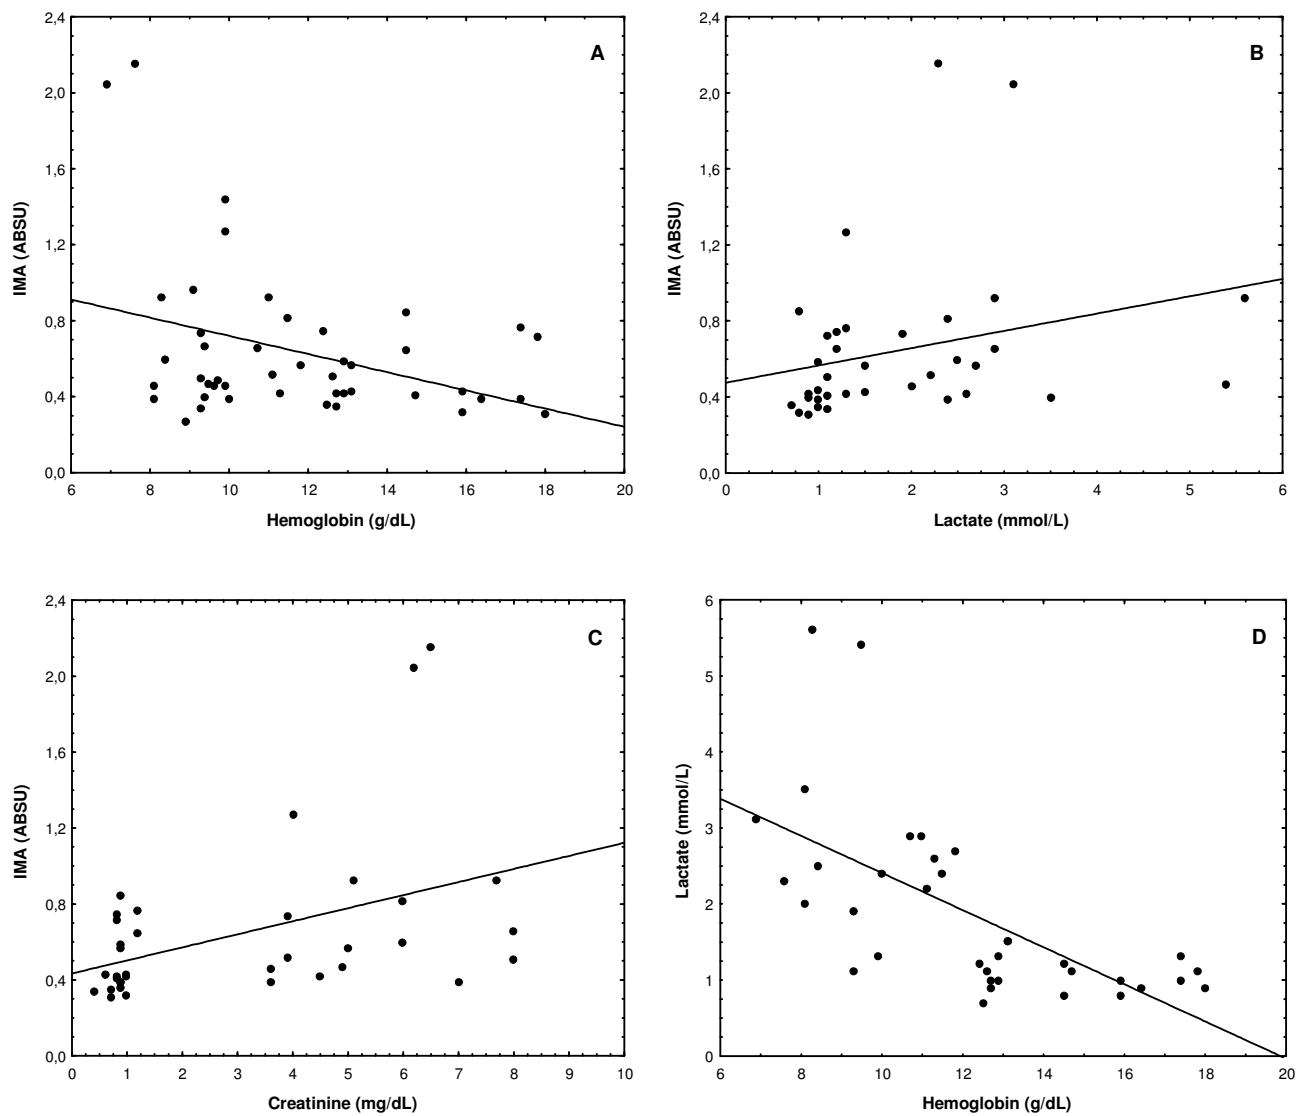 A
IMA (ABSU)
2,4
2,0
1,6
1,2
0,8
0,4
0,0
6 8 10 12 14 16 18 20
Hemoglobin (g/dL)
B
IMA (ABSU)
2,4
2,0
1,6
1,2
0,8
0,4
0,0
0 1 2 3 4 5 6
Lactate (mmol/L)
C
IMA (ABSU)
2,4
2,0
1,6
1,2
0,8
0,4
0,0
0 1 2 3 4 5 6 7 8 9 10
Creatinine (mg/dL)
D
Lactate (mmol/L)
6
5
4
3
2
1
0
6 8 10 12 14 16 18 20
Hemoglobin (g/dL)